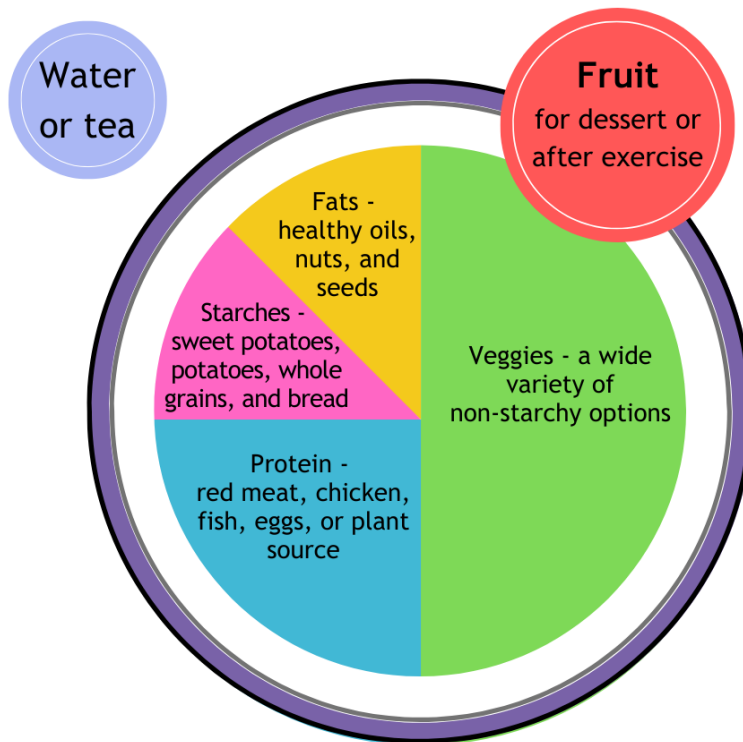 Water
or tea
Fruit
for dessert or
after exercise
Fats -
healthy oils,
nuts, and
seeds
Starches -
sweet potatoes,
potatoes, whole
grains, and bread
Veggies - a wide
variety of
non-starchy options
Protein -
red meat, chicken,
fish, eggs, or plant
source